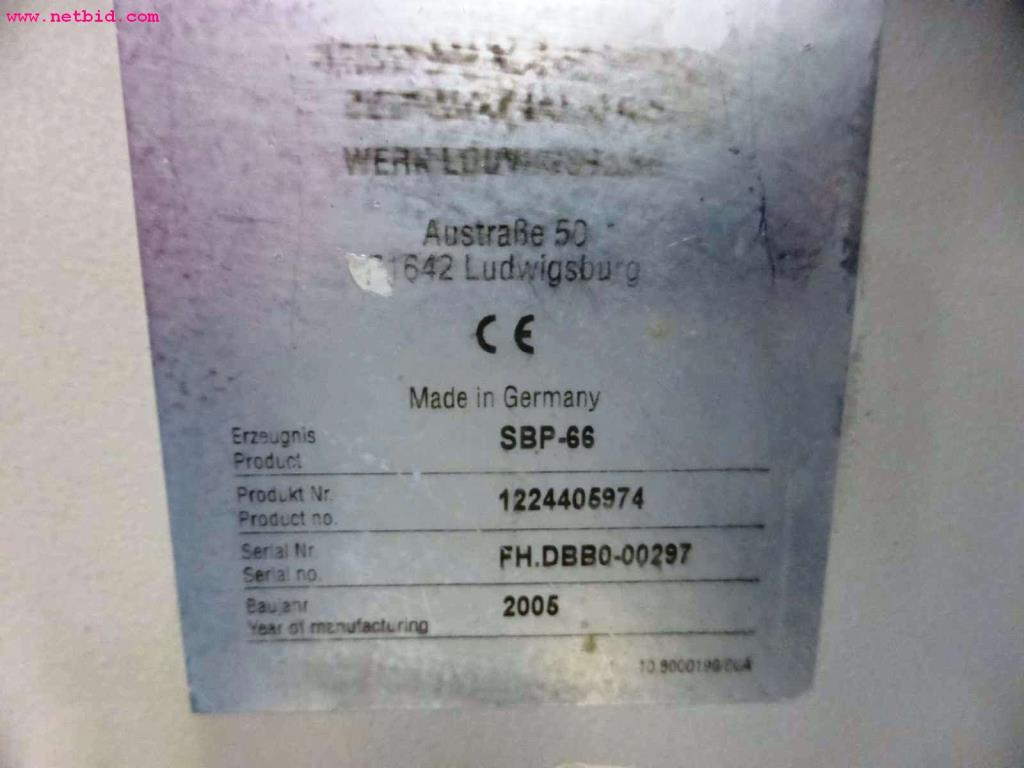 www.netbid.com
WERK
Austraße 50
Ludwigsburg
CE
Made in Germany
Erzeugnis
Product
SBP-66
Produkt Nr.
Product no.
1224405974
Serial Nr.
Serial no.
FH.DBB0-00297
Baujahr
Year of manufacturing
2005